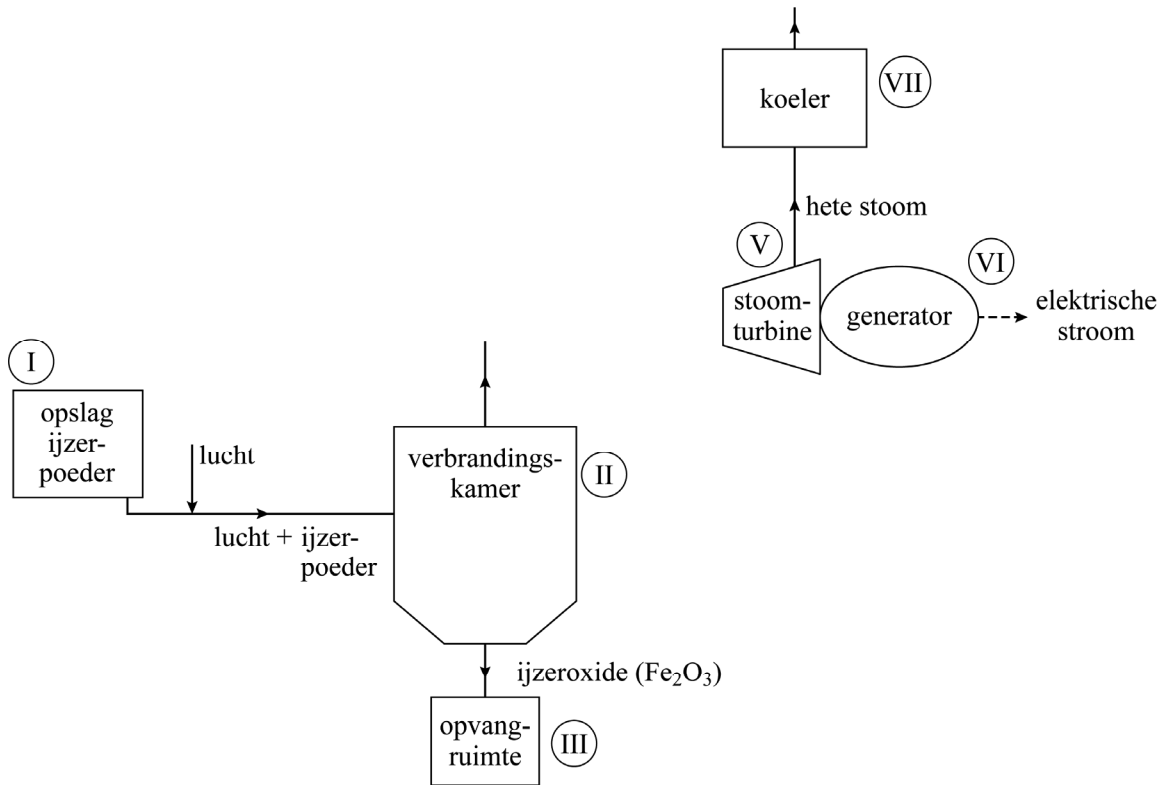 VII
koeler
hete stoom
V
VI
stoom-
turbine
generator
elektrische
stroom
I
opslag
ijzer-
poeder
lucht
verbrandings-
kamer
II
lucht + ijzer-
poeder
ijzeroxide (Fe₂O₃)
opvang-
ruimte
III